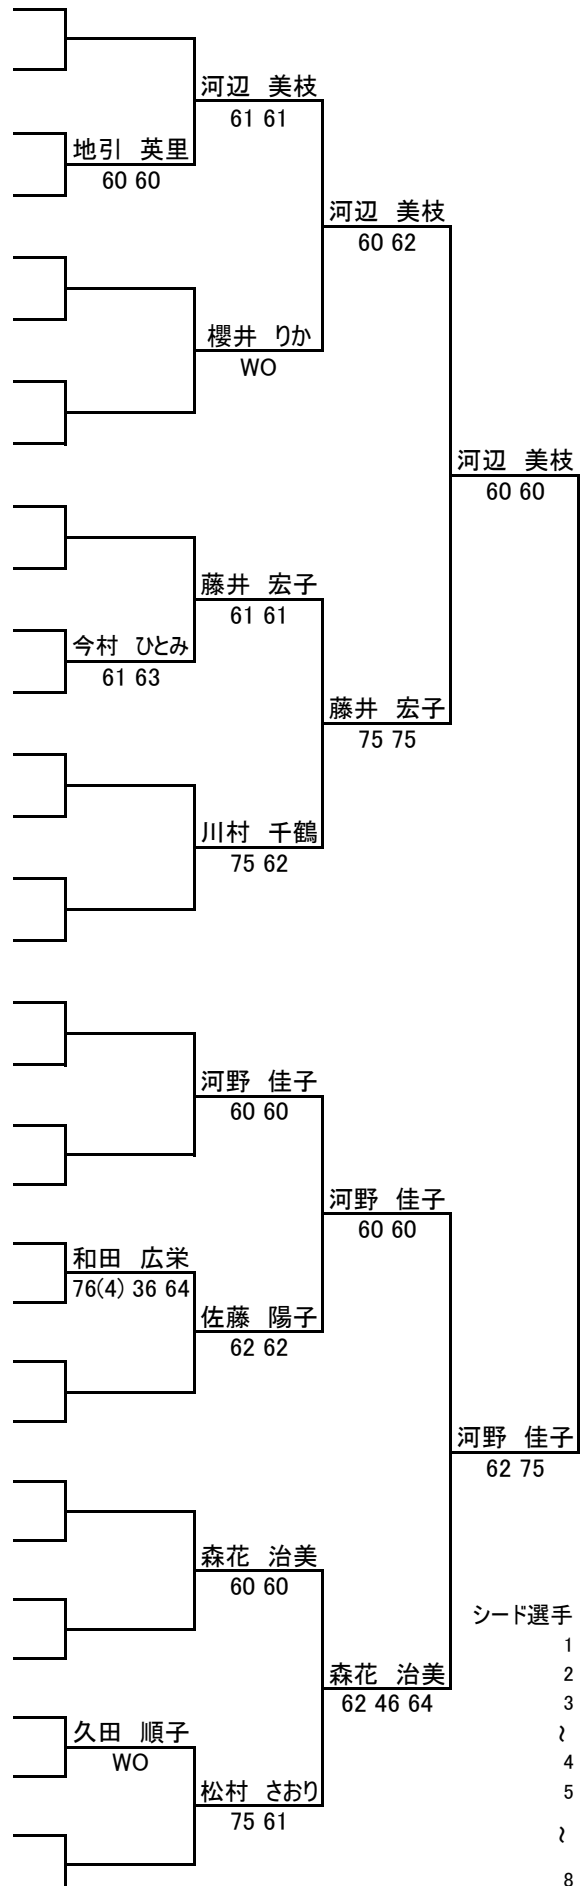 河辺　美枝
61 61
地引　英里
60 60
河辺　美枝
60 62
櫻井　りか
WO
河辺　美枝
60 60
藤井　宏子
61 61
今村　ひとみ
61 63
藤井　宏子
75 75
川村　千鶴
75 62
河野　佳子
60 60
河野　佳子
60 60
和田　広栄
76(4) 36 64
佐藤　陽子
62 62
河野　佳子
62 75
森花　治美
60 60
シード選手
1
2
3
～
4
5
～
8
森花　治美
62 46 64
久田　順子
WO
松村　さおり
75 61